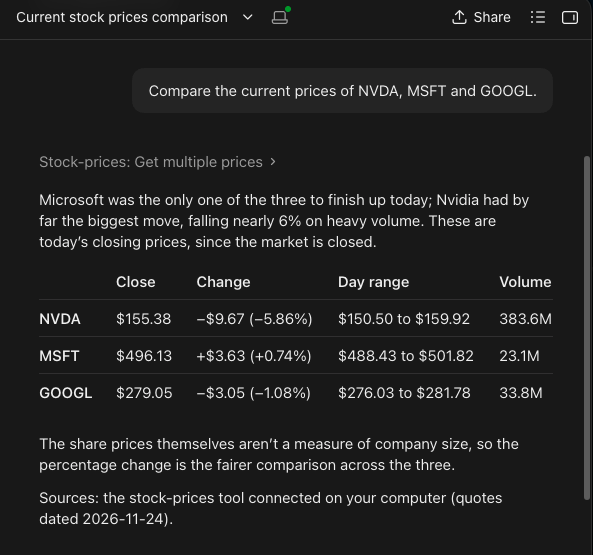 Current stock prices comparison
Share
Compare the current prices of NVDA, MSFT and GOOGL.
Stock-prices: Get multiple prices
Microsoft was the only one of the three to finish up today; Nvidia had by
far the biggest move, falling nearly 6% on heavy volume. These are
today’s closing prices, since the market is closed.
Close Change Day range Volume
NVDA $155.38 −$9.67 (−5.86%) $150.50 to $159.92 383.6M
MSFT $496.13 +$3.63 (+0.74%) $488.43 to $501.82 23.1M
GOOGL $279.05 −$3.05 (−1.08%) $276.03 to $281.78 33.8M
The share prices themselves aren’t a measure of company size, so the
percentage change is the fairer comparison across the three.
Sources: the stock-prices tool connected on your computer (quotes
dated 2026-11-24).